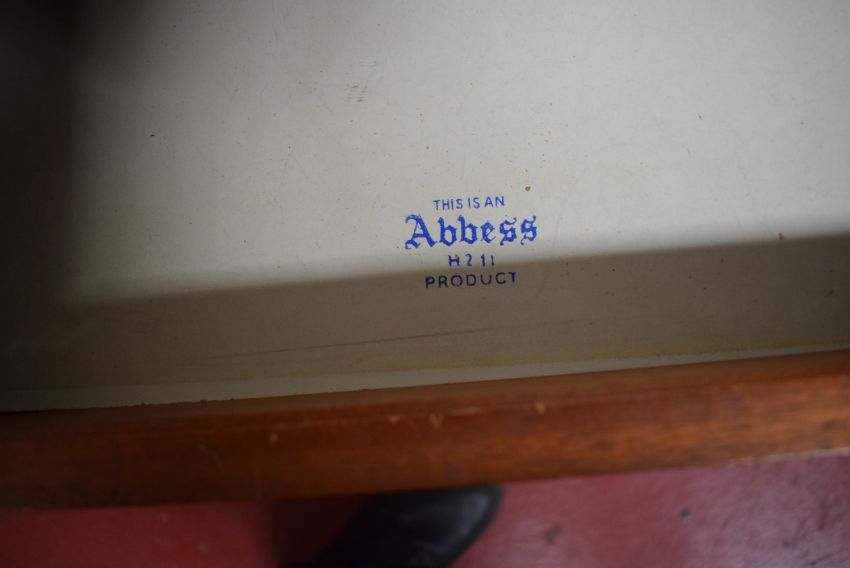 THIS IS AN
Abbess
H211
PRODUCT